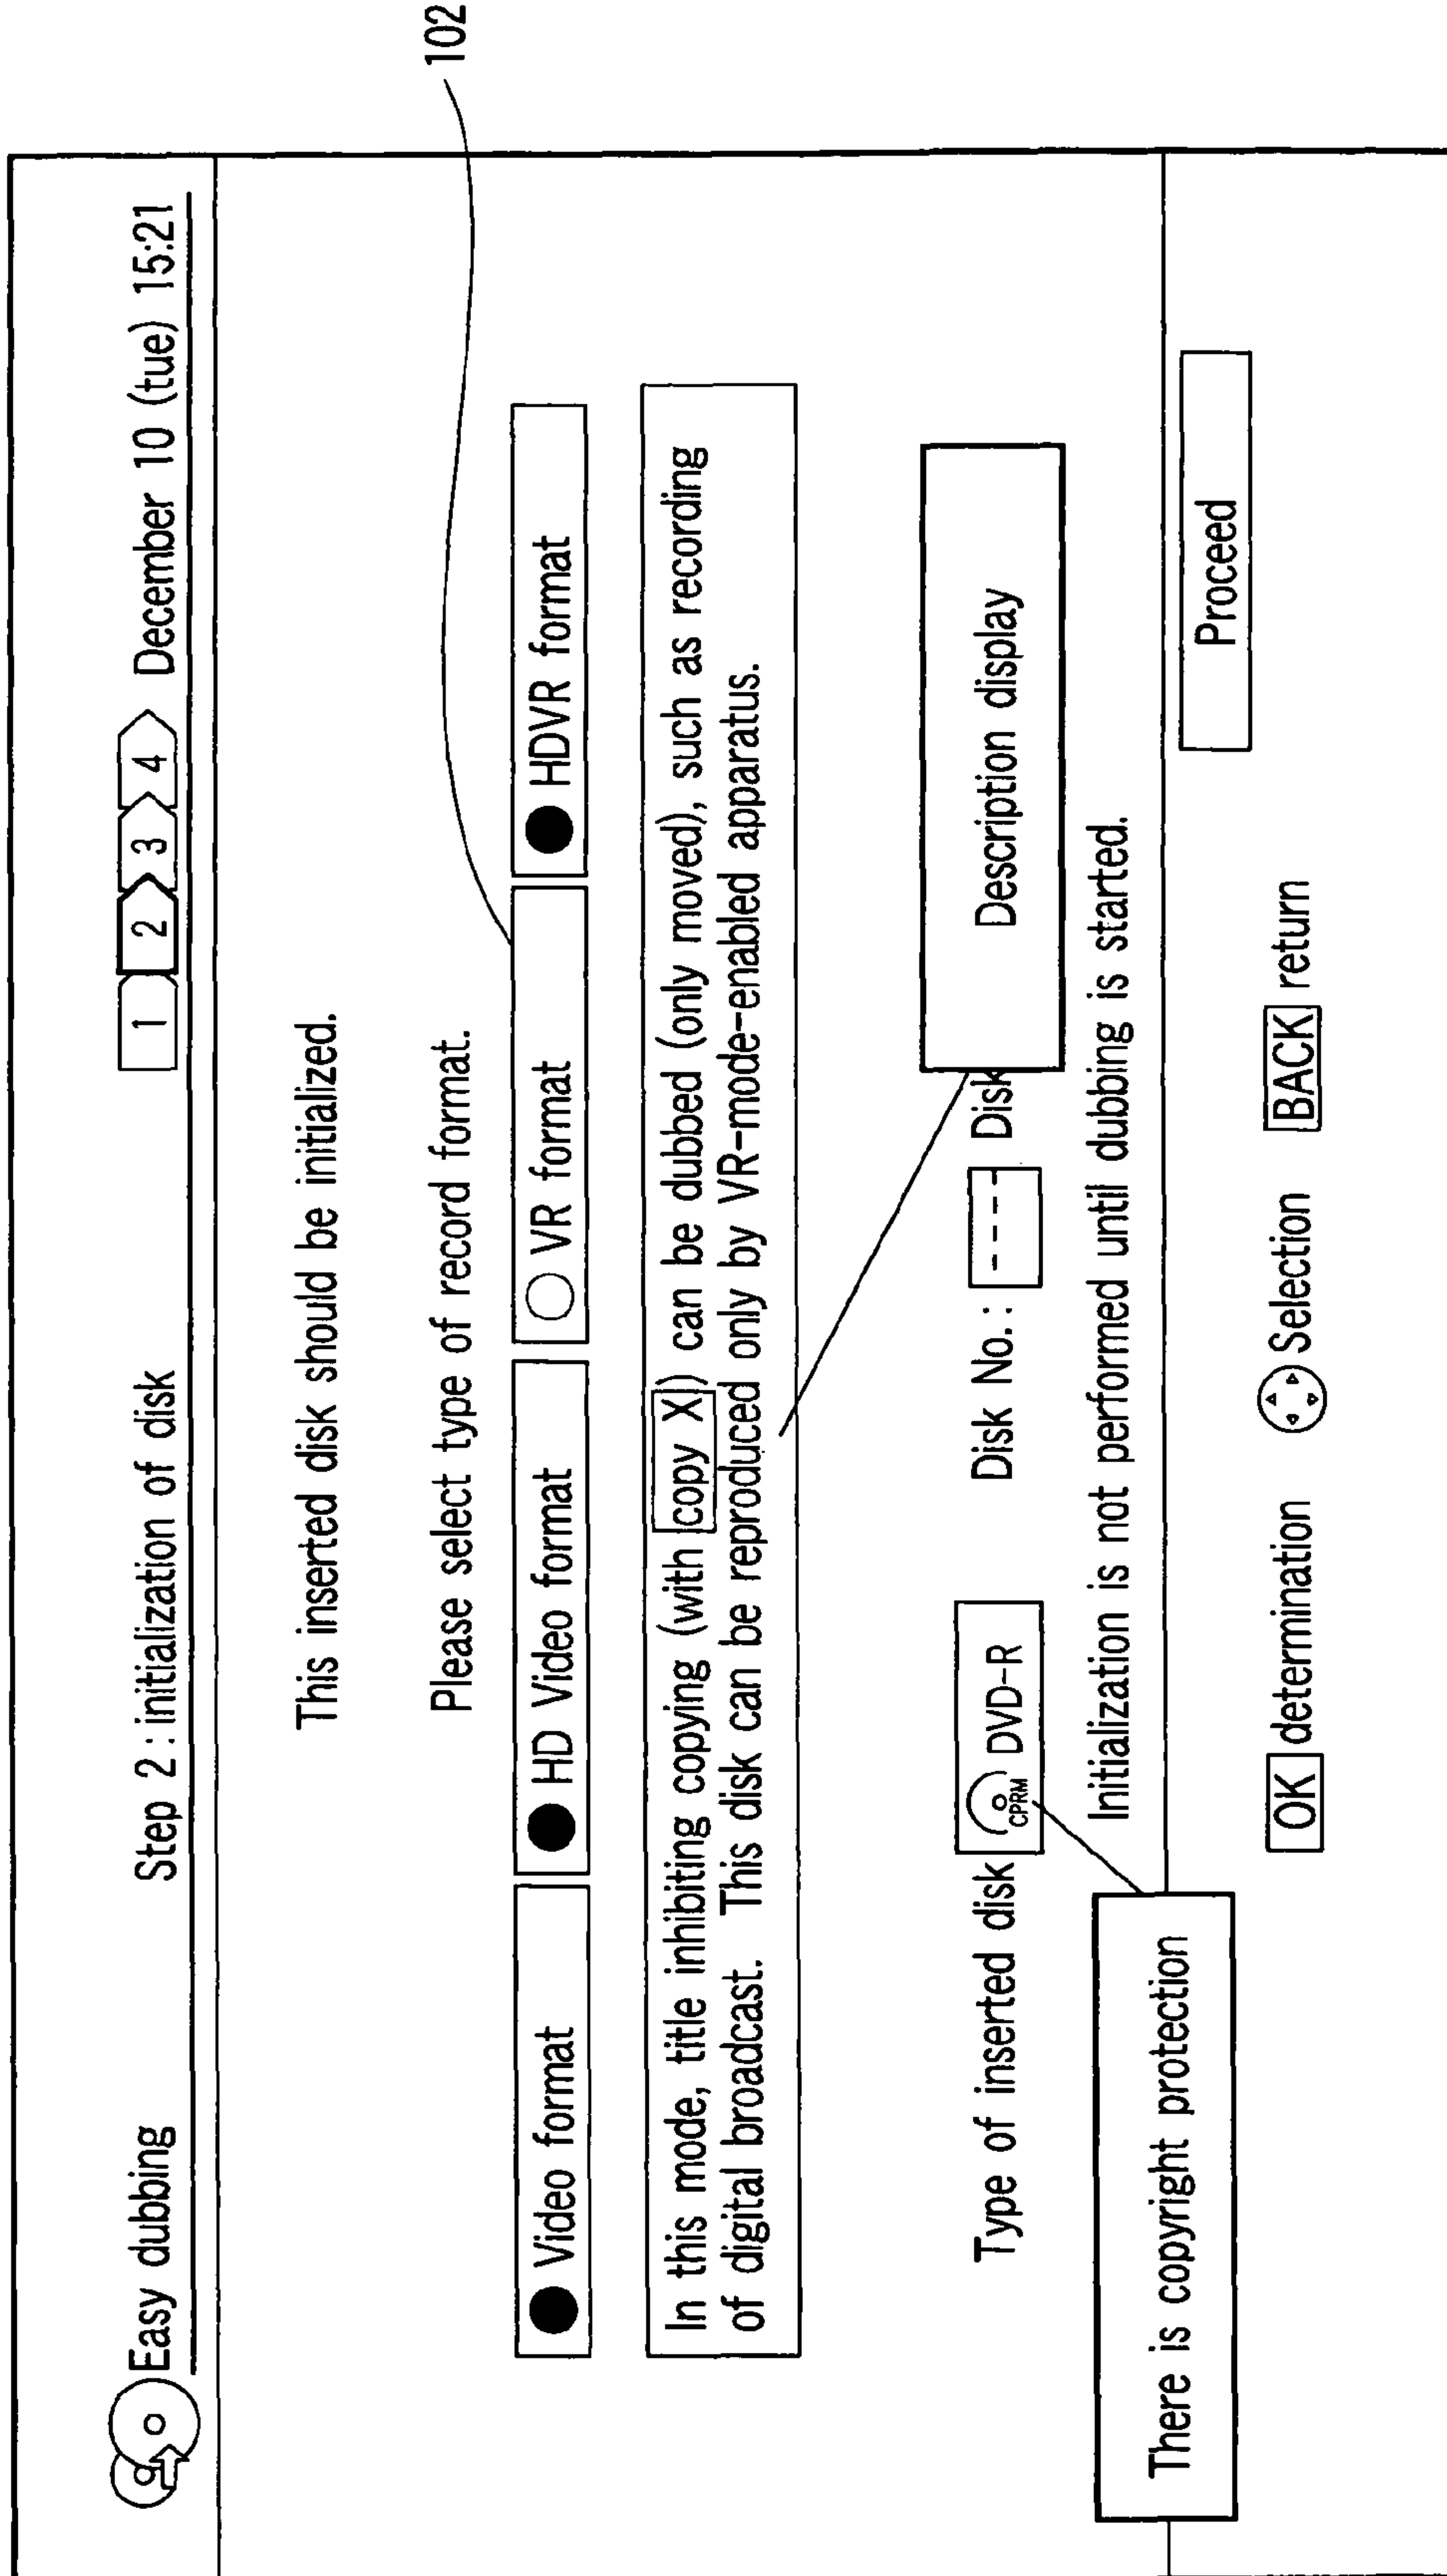 Easy dubbing Step 2 : initialization of disk 1 2 3 4 December 10 (tue) 15:21
This inserted disk should be initialized.
Please select type of record format.
102
Video format HD Video format VR format HDVR format
In this mode, title inhibiting copying (with copy X) can be dubbed (only moved), such as recording
of digital broadcast. This disk can be reproduced only by VR-mode-enabled apparatus.
Type of inserted disk CPRM DVD-R Disk No. : ---- Disk
Description display
Initialization is not performed until dubbing is started.
There is copyright protection
Proceed
OK determination Selection BACK return